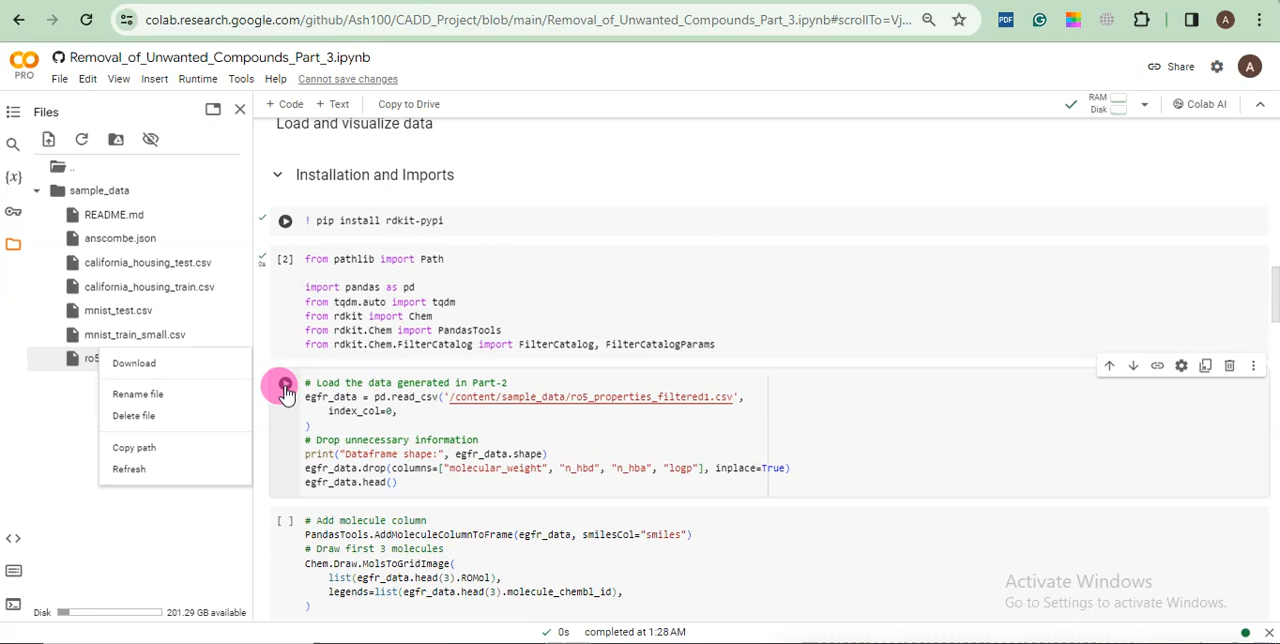 colab.research.google.com/github/Ash100/CADD_Project/blob/main/Removal_of_Unwanted_Compounds_Part_3.ipynb#scrollTo=Vj...
PDF
A
CO
PRO
Removal_of_Unwanted_Compounds_Part_3.ipynb
File Edit View Insert Runtime Tools Help Cannot save changes
Share
A
Files
+ Code + Text Copy to Drive
RAM
Disk
Colab AI
Load and visualize data
..
sample_data
README.md
anscombe.json
california_housing_test.csv
california_housing_train.csv
mnist_test.csv
mnist_train_small.csv
ro5
Download
Rename file
Delete file
Copy path
Refresh
{x}
Disk
201.29 GB available
Installation and Imports
! pip install rdkit-pypi
[2] from pathlib import Path
0s
import pandas as pd
from tqdm.auto import tqdm
from rdkit import Chem
from rdkit.Chem import PandasTools
from rdkit.Chem.FilterCatalog import FilterCatalog, FilterCatalogParams
# Load the data generated in Part-2
egfr_data = pd.read_csv('/content/sample_data/ro5_properties_filtered1.csv',
index_col=0,
)
# Drop unnecessary information
print("Dataframe shape:", egfr_data.shape)
egfr_data.drop(columns=["molecular_weight", "n_hbd", "n_hba", "logp"], inplace=True)
egfr_data.head()
[ ] # Add molecule column
PandasTools.AddMoleculeColumnToFrame(egfr_data, smilesCol="smiles")
# Draw first 3 molecules
Chem.Draw.MolsToGridImage(
list(egfr_data.head(3).ROMol),
legends=list(egfr_data.head(3).molecule_chembl_id),
)
Activate Windows
Go to Settings to activate Windows.
0s completed at 1:28 AM